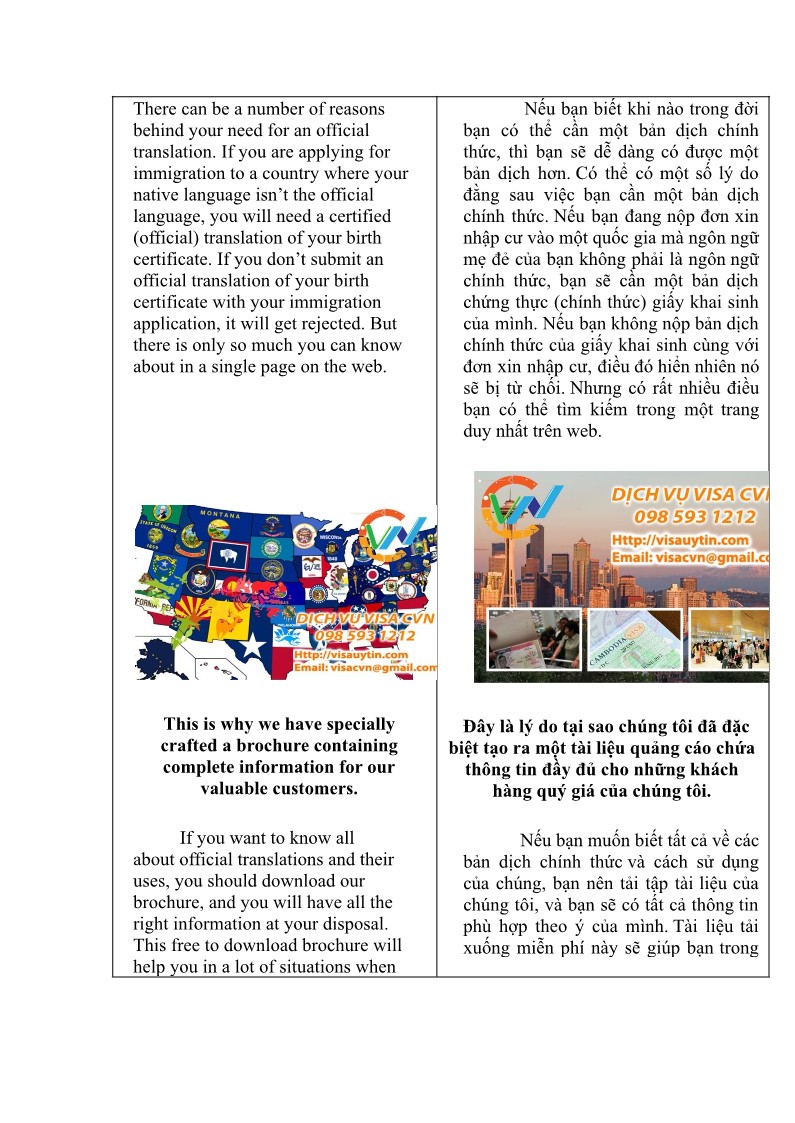 There can be a number of reasons
behind your need for an official
translation. If you are applying for
immigration to a country where your
native language isn’t the official
language, you will need a certified
(official) translation of your birth
certificate. If you don’t submit an
official translation of your birth
certificate with your immigration
application, it will get rejected. But
there is only so much you can know
about in a single page on the web.
MONTANA
STATE OF OREGON
1859
WISCONSIN
1848
CALIFORNIA REP
OKLAHOMA
DỊCH VỤ VISA CVN
098 593 1212
Http://visauytin.com
Email: visacvn@gmail.com
This is why we have specially
crafted a brochure containing
complete information for our
valuable customers.
If you want to know all
about official translations and their
uses, you should download our
brochure, and you will have all the
right information at your disposal.
This free to download brochure will
help you in a lot of situations when
Nếu bạn biết khi nào trong đời
bạn có thể cần một bản dịch chính
thức, thì bạn sẽ dễ dàng có được một
bản dịch hơn. Có thể có một số lý do
đằng sau việc bạn cần một bản dịch
chính thức. Nếu bạn đang nộp đơn xin
nhập cư vào một quốc gia mà ngôn ngữ
mẹ đẻ của bạn không phải là ngôn ngữ
chính thức, bạn sẽ cần một bản dịch
chứng thực (chính thức) giấy khai sinh
của mình. Nếu bạn không nộp bản dịch
chính thức của giấy khai sinh cùng với
đơn xin nhập cư, điều đó hiển nhiên nó
sẽ bị từ chối. Nhưng có rất nhiều điều
bạn có thể tìm kiếm trong một trang
duy nhất trên web.
DỊCH VỤ VISA CVN
098 593 1212
Http://visauytin.com
Email: visacvn@gmail.co
CAMBODIA VISA
Đây là lý do tại sao chúng tôi đã đặc
biệt tạo ra một tài liệu quảng cáo chứa
thông tin đầy đủ cho những khách
hàng quý giá của chúng tôi.
Nếu bạn muốn biết tất cả về các
bản dịch chính thức và cách sử dụng
của chúng, bạn nên tải tập tài liệu của
chúng tôi, và bạn sẽ có tất cả thông tin
phù hợp theo ý của mình. Tài liệu tải
xuống miễn phí này sẽ giúp bạn trong